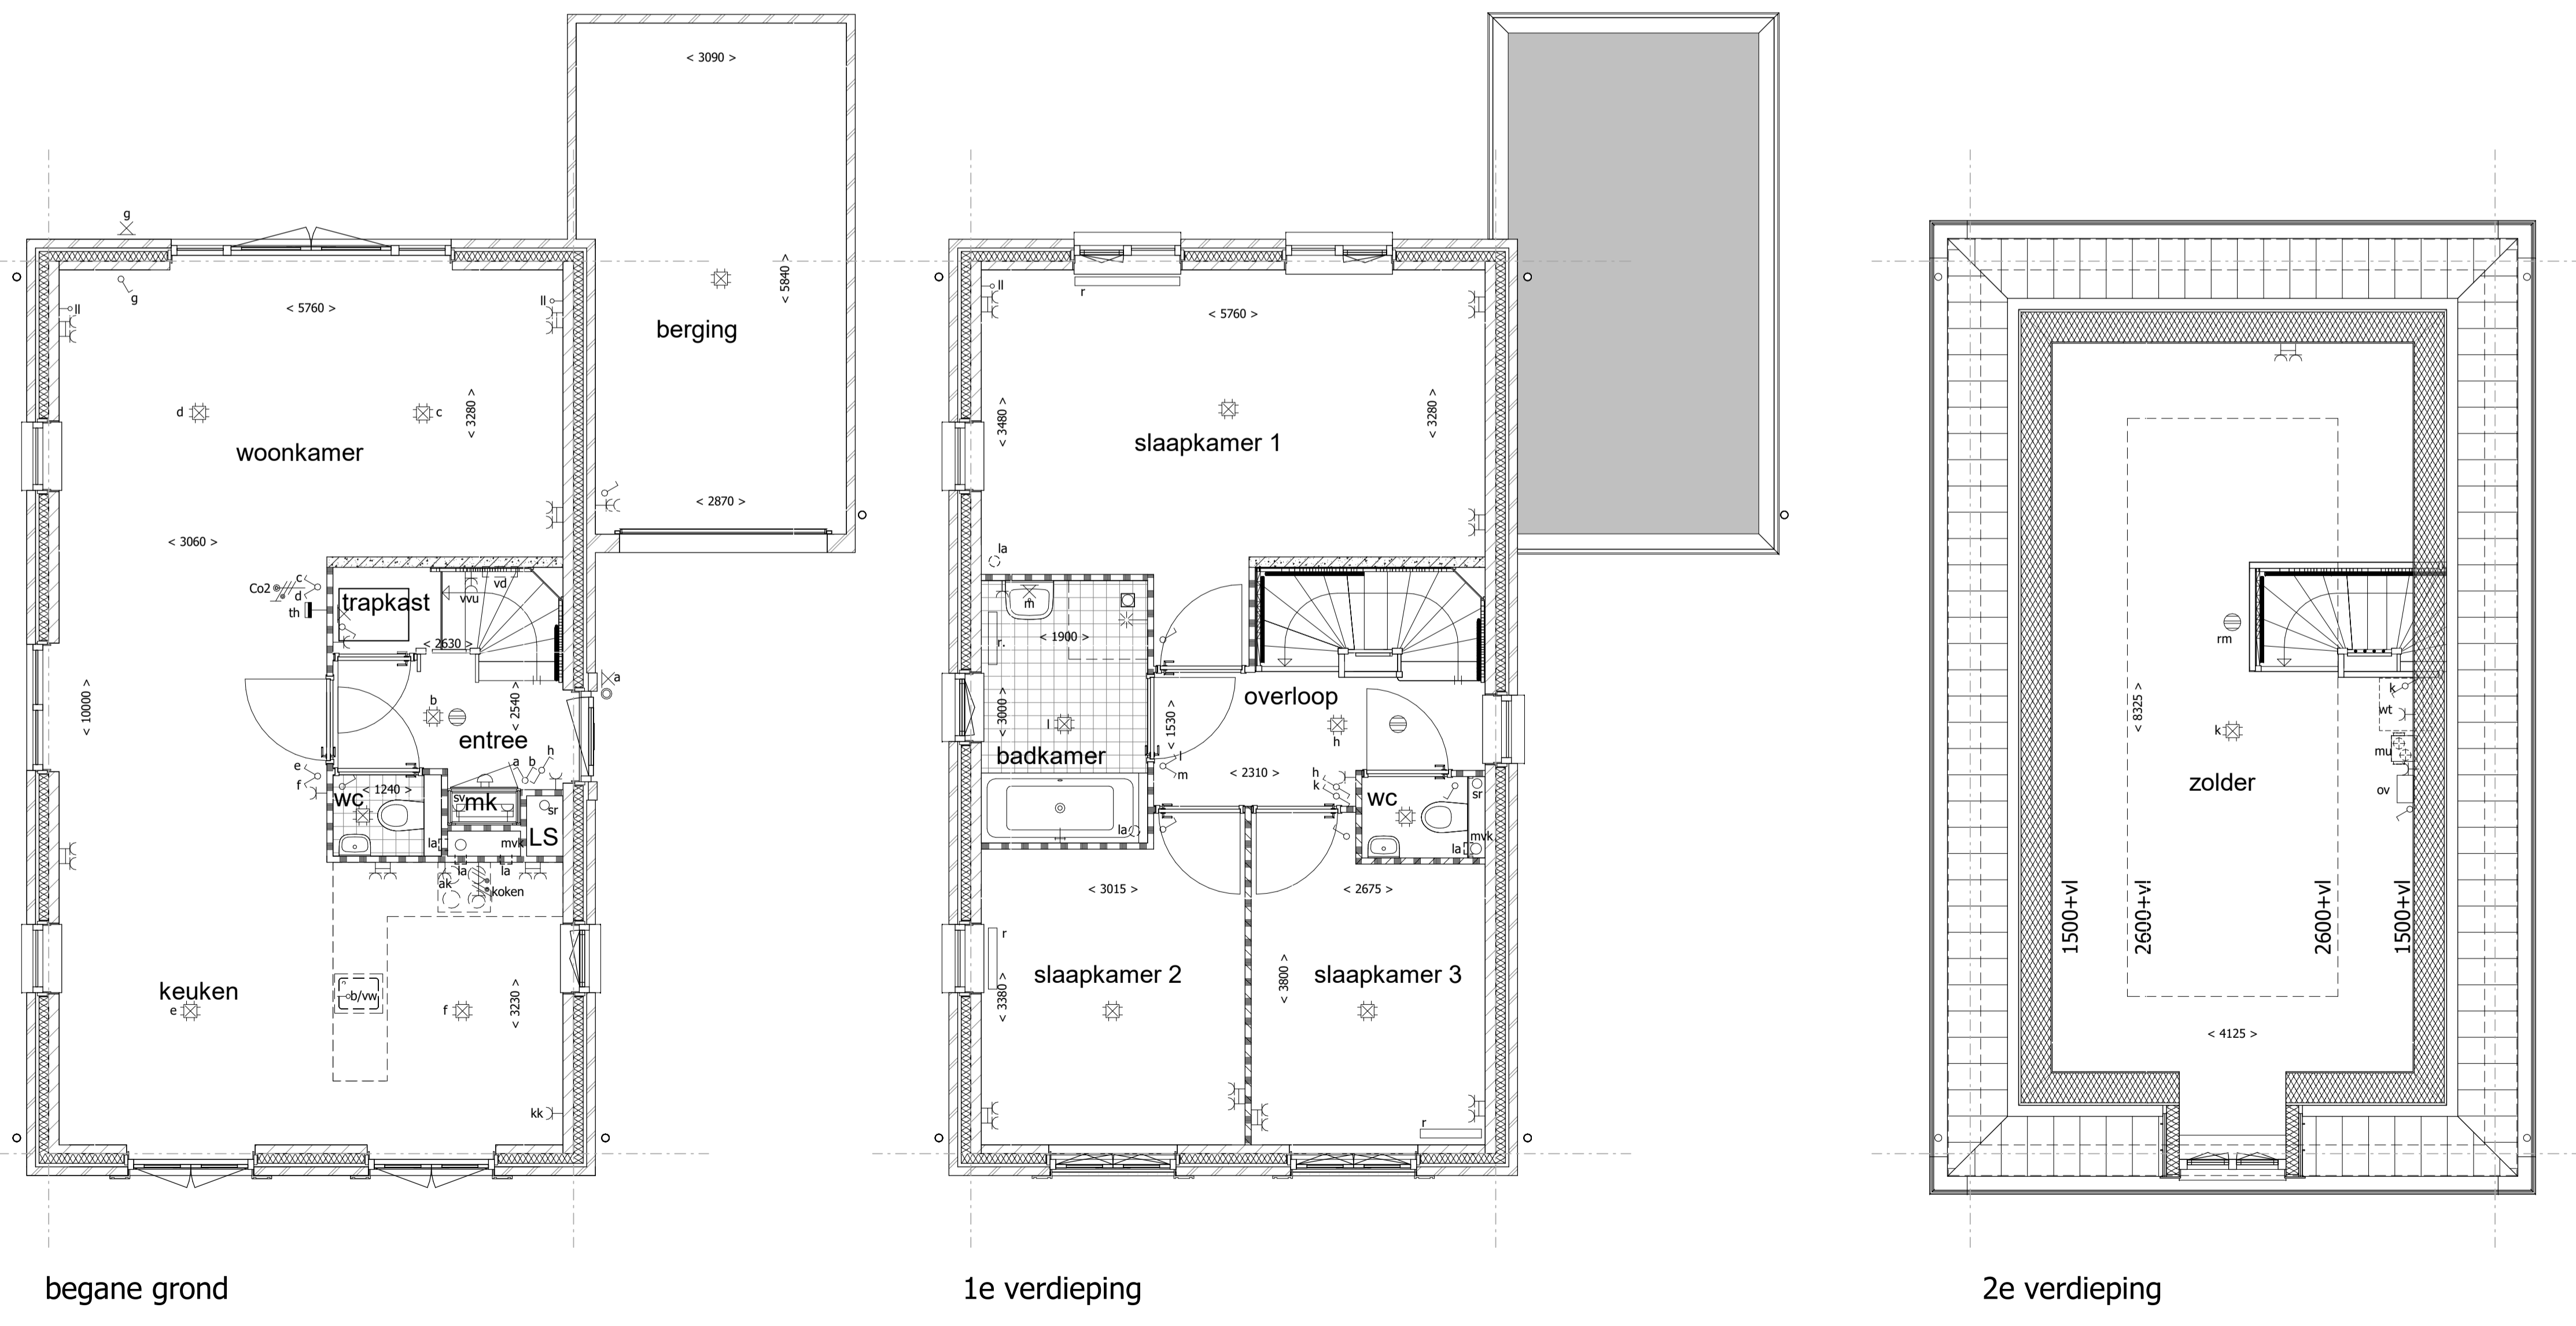 < 3090 >
< 5840 >
berging
< 2870 >
g
g
ll
< 5760 >
ll
d
c
< 3280 >
woonkamer
< 3060 >
Co2
c
d
th
trapkast
vvu
vd
< 2630 >
< 10000 >
a
b
< 2540 >
entree
h
a
b
e
f
wc
< 1240 >
sv
mk
sr
LS
la
mvk
la
la
ak
koken
keuken
e
b/vw
f
< 3230 >
kk
begane grond
ll
r
< 5760 >
< 3480 >
< 3280 >
slaapkamer 1
la
m
r.
< 1900 >
< 3000 >
l
badkamer
la
overloop
< 1530 >
l
m
h
< 2310 >
h
k
wc
sr
mvk
la
< 3015 >
< 2675 >
r
slaapkamer 2
slaapkamer 3
< 3380 >
< 3800 >
r
1e verdieping
rm
k
wt
< 8325 >
k
mu
zolder
ov
1500+vl
2600+vl
2600+vl
1500+vl
< 4125 >
2e verdieping